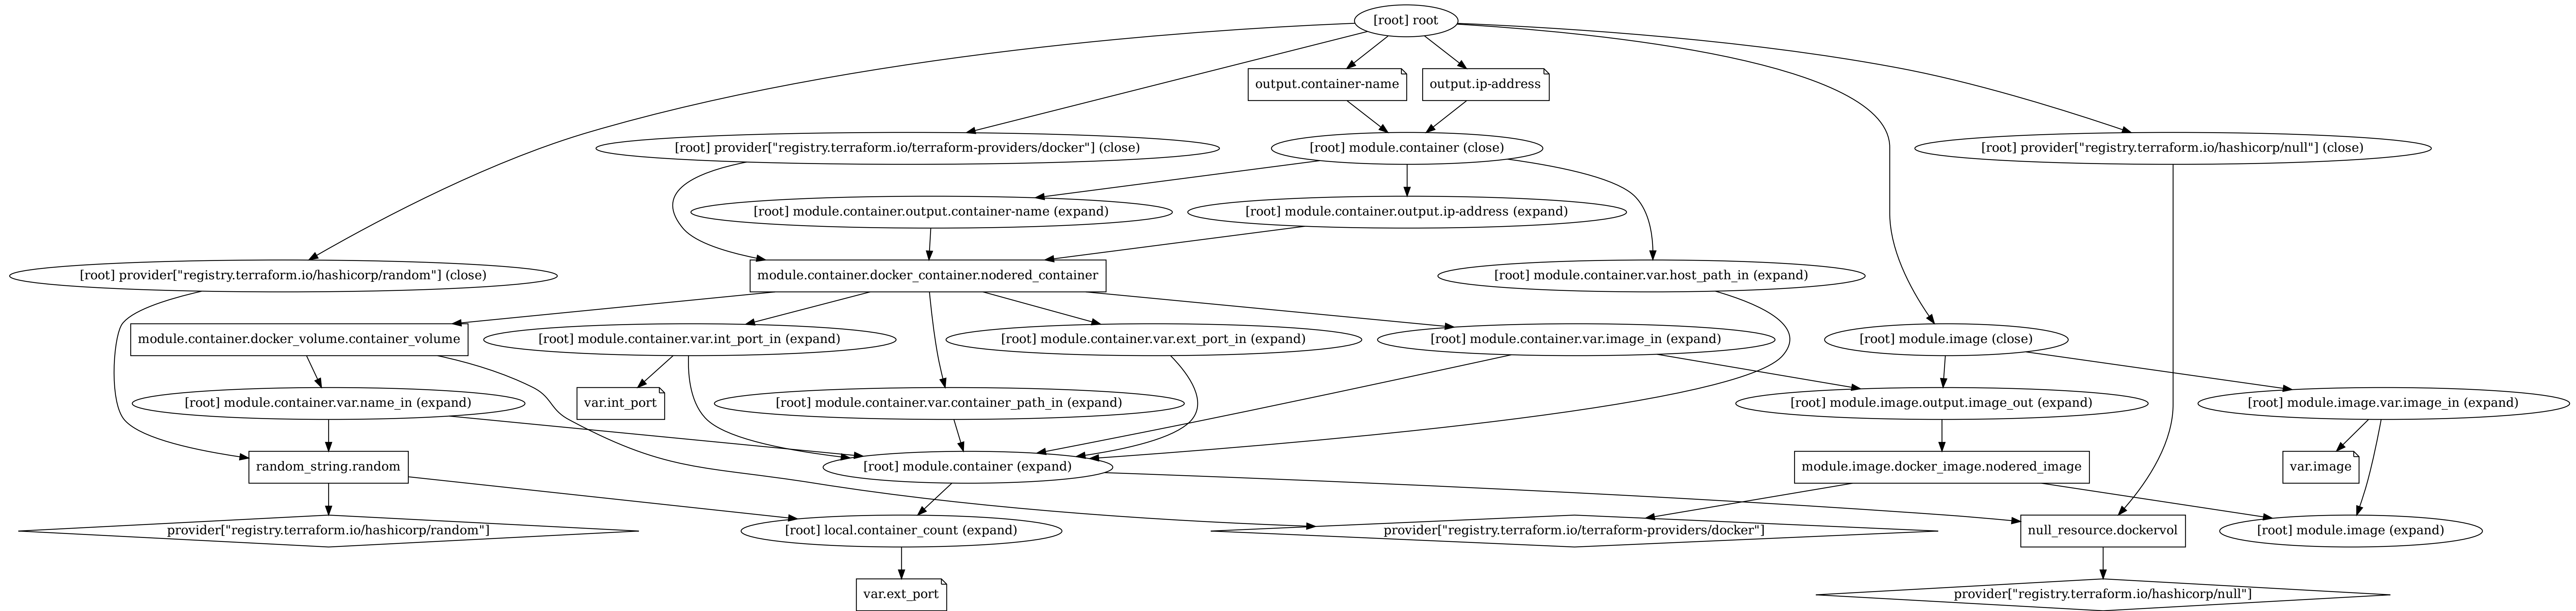 [root] root
output.container-name
output.ip-address
[root] provider["registry.terraform.io/terraform-providers/docker"] (close)
[root] module.container (close)
[root] provider["registry.terraform.io/hashicorp/null"] (close)
[root] module.container.output.container-name (expand)
[root] module.container.output.ip-address (expand)
[root] provider["registry.terraform.io/hashicorp/random"] (close)
module.container.docker_container.nodered_container
[root] module.container.var.host_path_in (expand)
module.container.docker_volume.container_volume
[root] module.container.var.int_port_in (expand)
[root] module.container.var.ext_port_in (expand)
[root] module.container.var.image_in (expand)
[root] module.image (close)
[root] module.container.var.name_in (expand)
var.int_port
[root] module.container.var.container_path_in (expand)
[root] module.image.output.image_out (expand)
[root] module.image.var.image_in (expand)
random_string.random
[root] module.container (expand)
module.image.docker_image.nodered_image
var.image
provider["registry.terraform.io/hashicorp/random"]
[root] local.container_count (expand)
provider["registry.terraform.io/terraform-providers/docker"]
null_resource.dockervol
[root] module.image (expand)
var.ext_port
provider["registry.terraform.io/hashicorp/null"]